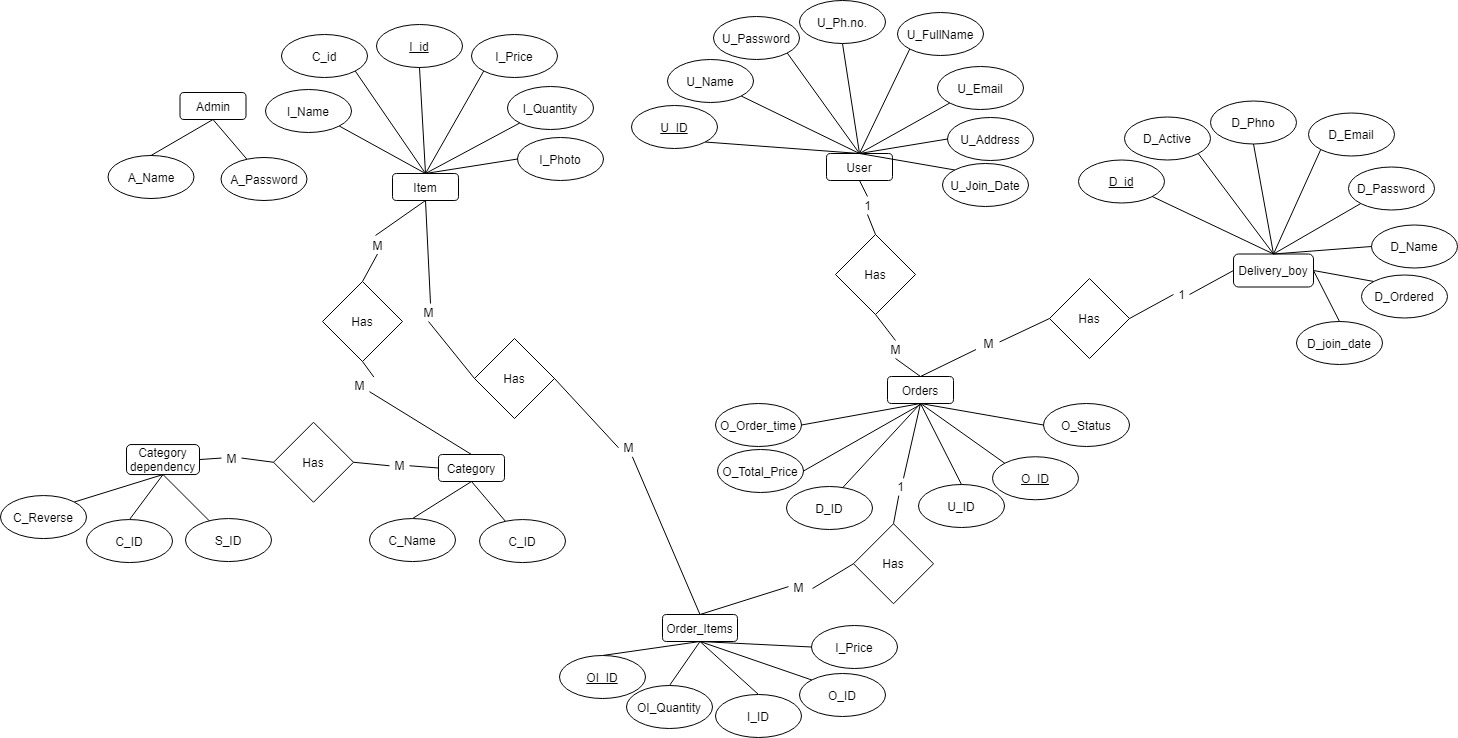 U_Ph.no.
U_Password
U_FullName
I_id
C_id
I_Price
U_Name
U_Email
Admin
I_Name
I_Quantity
U_ID
D_Phno
D_Active
D_Email
U_Address
I_Photo
User
A_Name
A_Password
Item
U_Join_Date
D_id
D_Password
1
M
D_Name
Has
Delivery_boy
1
D_Ordered
M
Has
Has
M
D_join_date
M
Has
M
Orders
O_Order_time
O_Status
M
Category
dependency
M
Has
M
Category
O_Total_Price
O_ID
1
D_ID
U_ID
C_Reverse
C_ID
S_ID
C_Name
C_ID
Has
M
Order_Items
I_Price
OI_ID
O_ID
OI_Quantity
I_ID